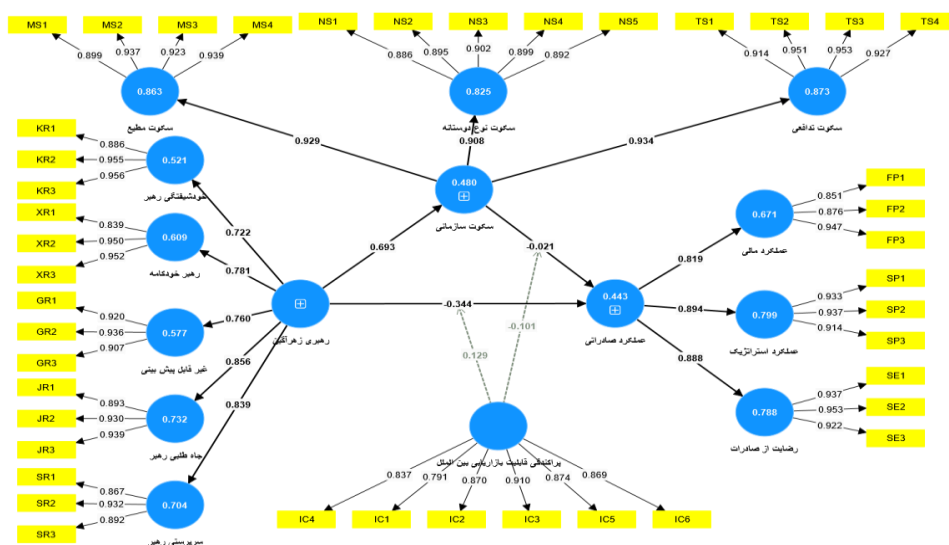 MS1 MS2 MS3 MS4 NS1 NS2 NS3 NS4 NS5 TS1 TS2 TS3 TS4
0.899 0.937 0.923 0.939 0.886 0.895 0.902 0.899 0.892 0.914 0.951 0.953 0.927
0.863 0.825 0.873
سکوت مطیع سکوت نوع دوستانه سکوت تدافعی
0.929 0.908 0.934
KR1 0.886
KR2 0.955 0.521
KR3 0.956
خودشیفتگی رهبر
0.722
0.480
سکوت سازمانی
XR1 0.839
XR2 0.950 0.609
XR3 0.952
رهبر خودکامه
0.781
0.693
-0.021
0.671 0.851 FP1
0.876 FP2
0.947 FP3
عملکرد مالی
0.819
GR1 0.920
GR2 0.936 0.577
GR3 0.907
غیر قابل پیش بینی
0.760
رهبری زهرآگین
-0.344
0.443
عملکرد صادراتی
0.894
0.799 0.933 SP1
0.937 SP2
0.914 SP3
عملکرد استراتژیک
0.129
-0.101
JR1 0.893
JR2 0.930 0.732
JR3 0.939
جاه طلبی رهبر
0.856
0.888
0.788 0.937 SE1
0.953 SE2
0.922 SE3
رضایت از صادرات
0.839
SR1 0.867
SR2 0.932 0.704
SR3 0.892
سرپرستی رهبر
پراکندگی قابلیت بازاریابی بین الملل
0.837 0.791 0.870 0.910 0.874 0.869
IC4 IC1 IC2 IC3 IC5 IC6